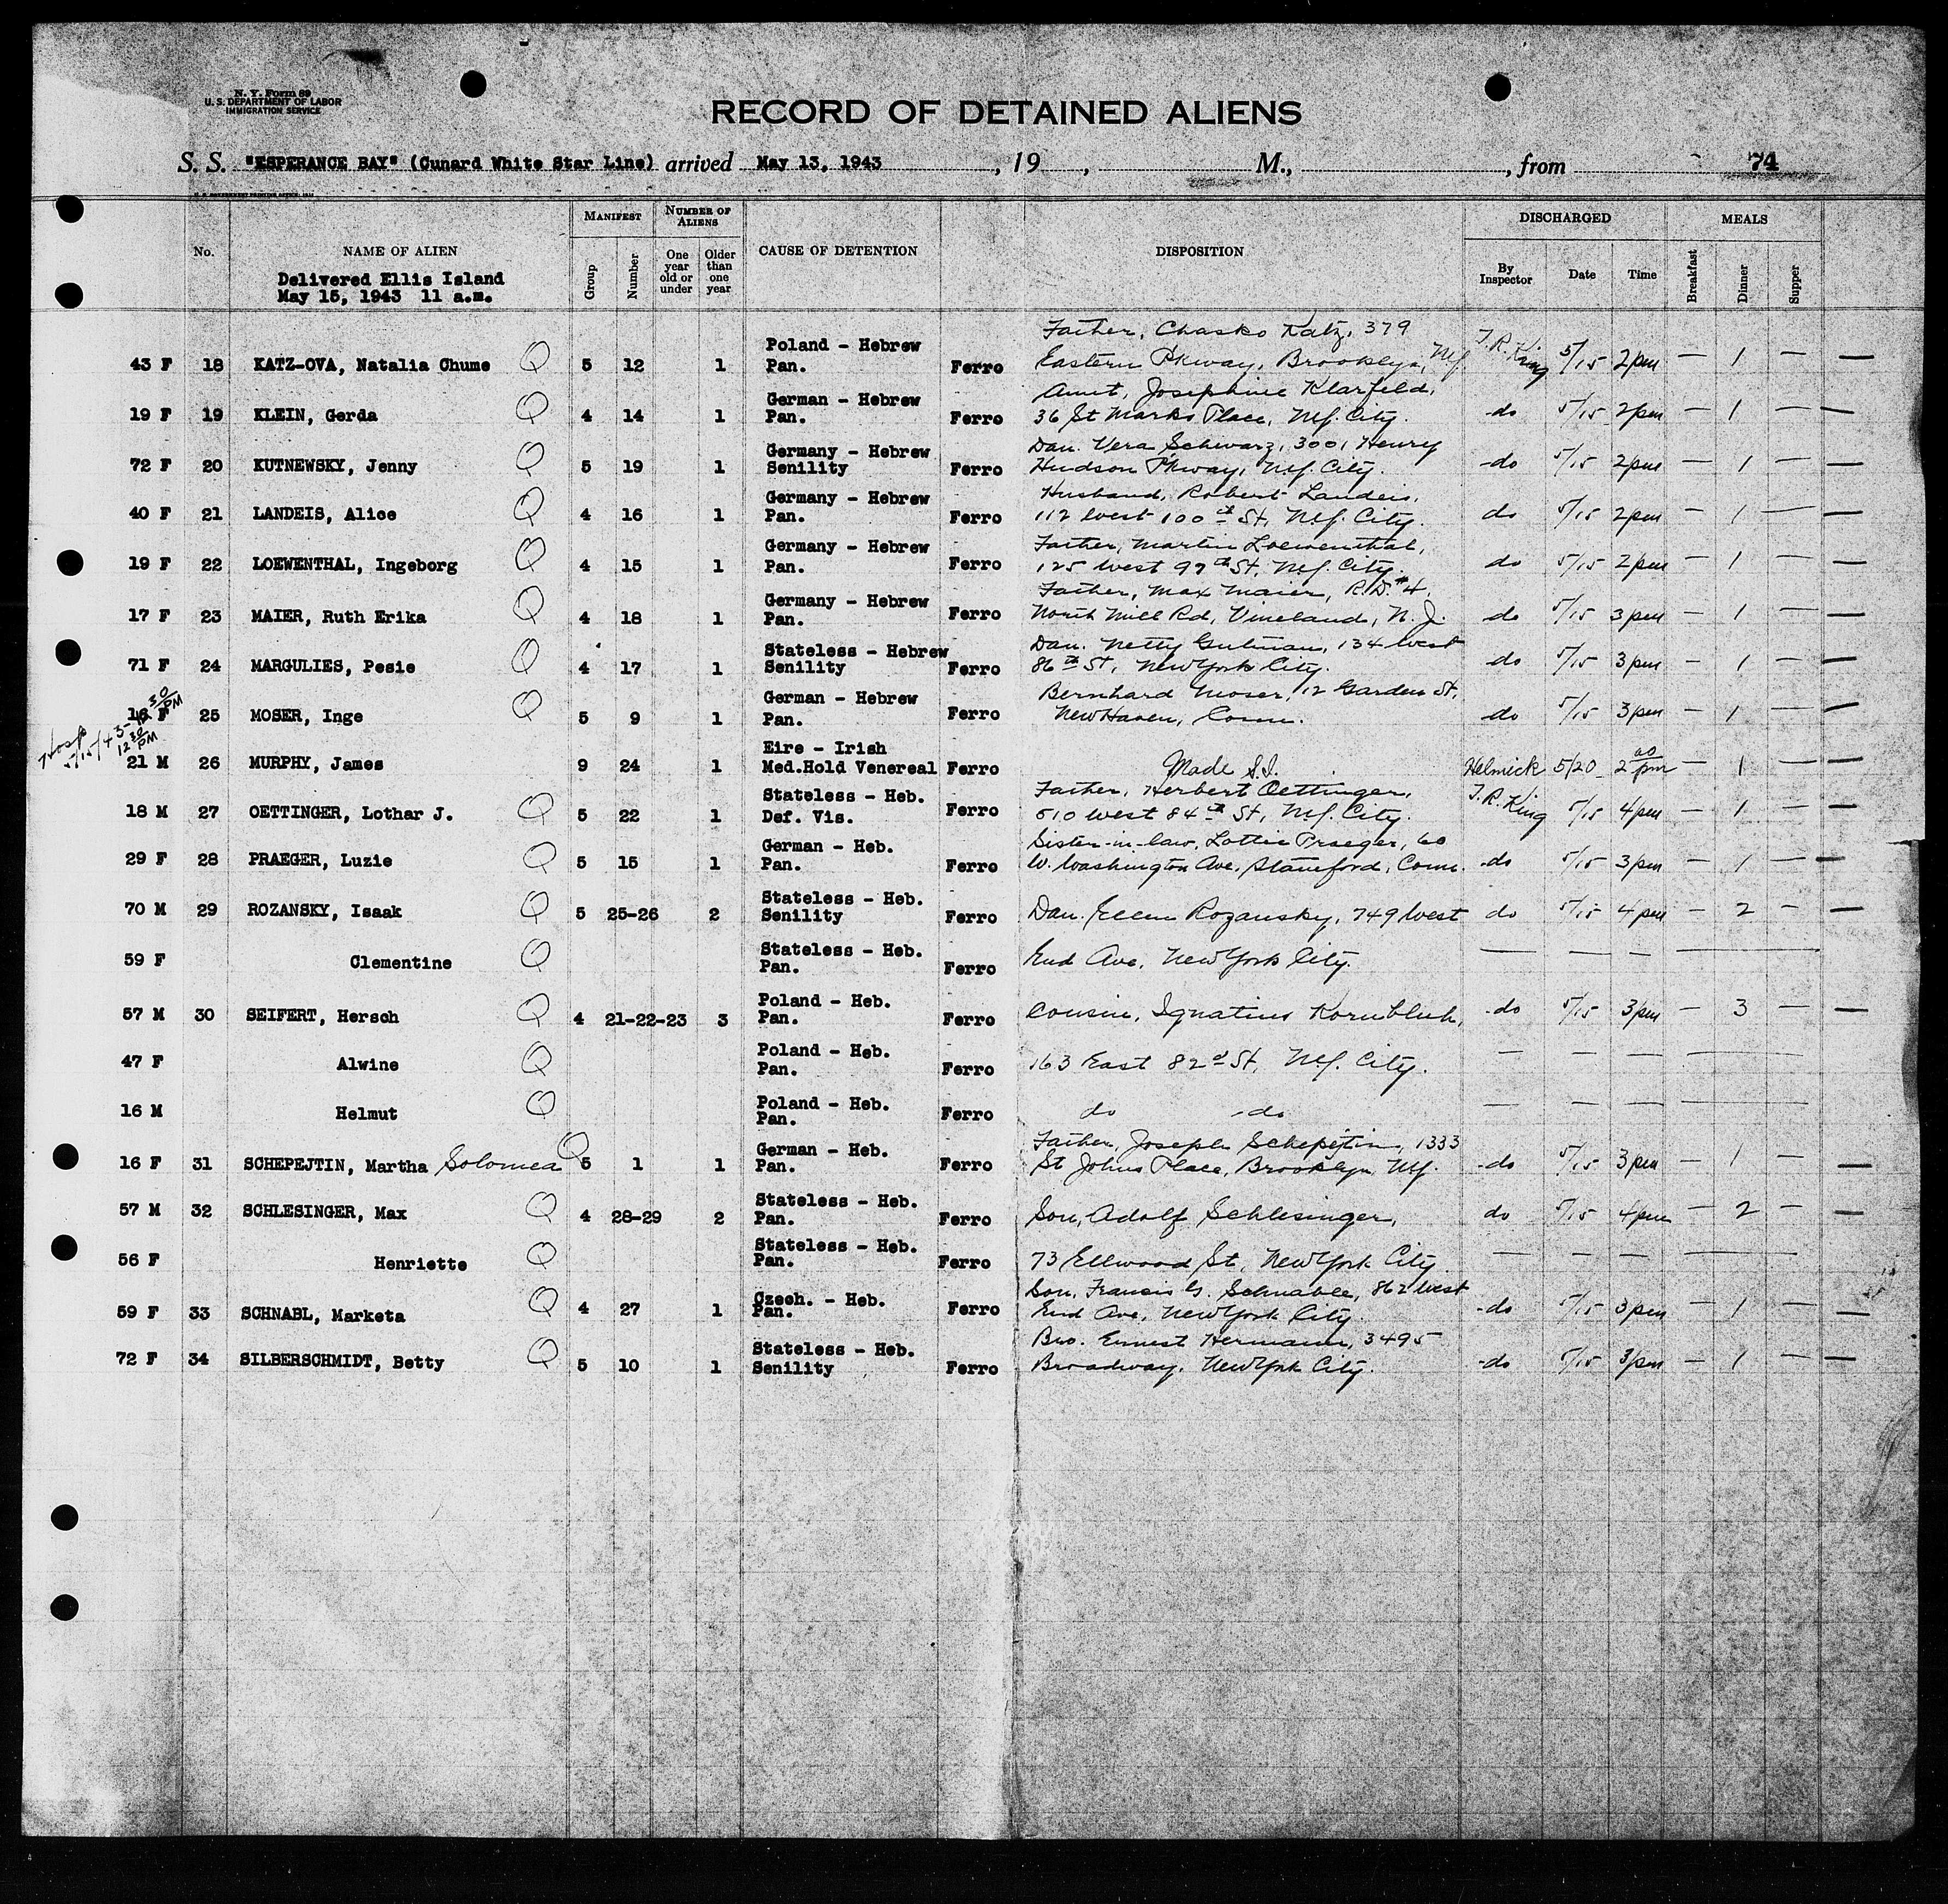 N. Y. Form 89
U. S. DEPARTMENT OF LABOR
IMMIGRATION SERVICE
RECORD OF DETAINED ALIENS
S. S. "ESPERANCE BAY" (Cunard White Star Line) arrived May 13, 1943, 19 , M., , from 74
NAME OF ALIEN
No.
Delivered Ellis Island
May 15, 1943 11 a.m.
MANIFEST
Group Number
NUMBER OF ALIENS
One year old or under
Older than one year
CAUSE OF DETENTION
DISPOSITION
DISCHARGED
By Inspector Date Time
MEALS
Breakfast Dinner Supper
Father, Chasko Katz, 379
Poland - Hebrew
43 F 18 KATZ-OVA, Natalia Chume Q 5 12 1 Pan. Ferro Eastern Pkway, Brooklyn, NY. T. R. King 5/15 2pm — 1 — —
German - Hebrew Aunt, Josephine Klarfeld,
19 F 19 KLEIN, Gerda Q 4 14 1 Pan. Ferro 36 St Marks Place, N.Y. City. -do 5/15 2pm — 1 — —
Germany - Hebrew Dau. Vera Schwarz, 3001 Henry
72 F 20 KUTNEWSKY, Jenny Q 5 19 1 Senility Ferro Hudson Pkway, N.Y. City. -do 5/15 2pm — 1 — —
Germany - Hebrew Husband, Robert Landeis,
40 F 21 LANDEIS, Alice Q 4 16 1 Pan. Ferro 112 West 100th St, N.Y. City. do 5/15 2pm — 1 — —
Germany - Hebrew Father, Martin Loewenthal,
19 F 22 LOEWENTHAL, Ingeborg Q 4 15 1 Pan. Ferro 125 West 97th St, N.Y. City. do 5/15 2pm — 1 — —
Germany - Hebrew Father, Max Maier, R.D. #4.
17 F 23 MAIER, Ruth Erika Q 4 18 1 Pan. Ferro North Mill Rd, Vineland, N. J. do 5/15 3pm — 1 — —
Stateless - Hebrew Dau. Netty Gutman, 134 West
71 F 24 MARGULIES, Pesie Q 4 17 1 Senility Ferro 86th St, New York City. -do 5/15 3pm — 1 — —
German - Hebrew Bernhard Moser, 12 Garden St,
16 F 25 MOSER, Inge Q 5 9 1 Pan. Ferro New Haven, Conn. -do 5/15 3pm — 1 — —
Hosp 5/15/43 - 12 30 PM
12 30 PM
Eire - Irish
21 M 26 MURPHY, James 9 24 1 Med.Hold Venereal Ferro Made S.I. Helmick 5/20 2 00 pm — 1 — —
Stateless - Heb. Father, Herbert Oettinger,
18 M 27 OETTINGER, Lothar J. Q 5 22 1 Def. Vis. Ferro 510 West 84th St, N.Y. City. T. R. King 5/15 4pm — 1 — —
German - Heb. Sister-in-law, Lottie Praeger, 60
29 F 28 PRAEGER, Luzie Q 5 15 1 Pan. Ferro W. Washington Ave, Stamford, Conn. -do 5/15 3pm — 1 — —
Stateless - Heb.
70 M 29 ROZANSKY, Isaak Q 5 25-26 2 Senility Ferro Dau. Ellen Rozansky, 749 West do 5/15 4pm — 2 — —
Stateless - Heb.
59 F Clementine Q Pan. Ferro End Ave, New York City. — — — —
Poland - Heb.
57 M 30 SEIFERT, Hersch Q 4 21-22-23 3 Pan. Ferro Cousin, Ignatius Kornblueh, -do 5/15 3pm — 3 — —
Poland - Heb.
47 F Alwine Q Pan. Ferro 163 East 82d St, N.Y. City. — — — —
Poland - Heb.
16 M Helmut Q Pan. Ferro do -do — — — —
German - Heb. Father, Joseph Schepejtin, 1333
16 F 31 SCHEPEJTIN, Martha Solomea Q 5 1 1 Pan. Ferro St Johns Place, Brooklyn NY. -do 5/15 3pm — 1 — —
Stateless - Heb.
57 M 32 SCHLESINGER, Max Q 4 28-29 2 Pan. Ferro Son, Adolf Schlesinger, do 5/15 4pm — 2 — —
Stateless - Heb.
56 F Henriette Q Pan. Ferro 73 Ellwood St, New York City. — — — —
Czech. - Heb. Son, Francis G. Schnable, 862 West
59 F 33 SCHNABL, Marketa Q 4 27 1 Pan. Ferro End Ave, New York City. -do 5/15 3pm — 1 — —
Stateless - Heb. Bro. Ernest Hermann, 3495
72 F 34 SILBERSCHMIDT, Betty Q 5 10 1 Senility Ferro Broadway, New York City. -do 5/15 3pm — 1 — —